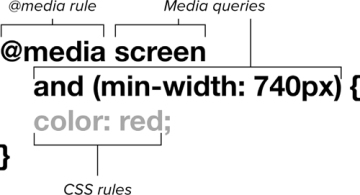 @media rule Media queries
@media screen
and (min-width: 740px) {
color: red;
}
CSS rules